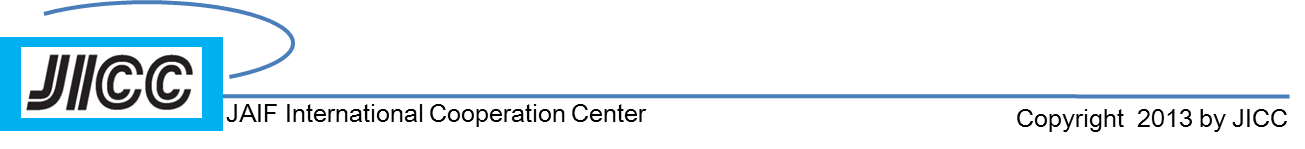 JICC
JAIF International Cooperation Center
Copyright  2013 by JICC